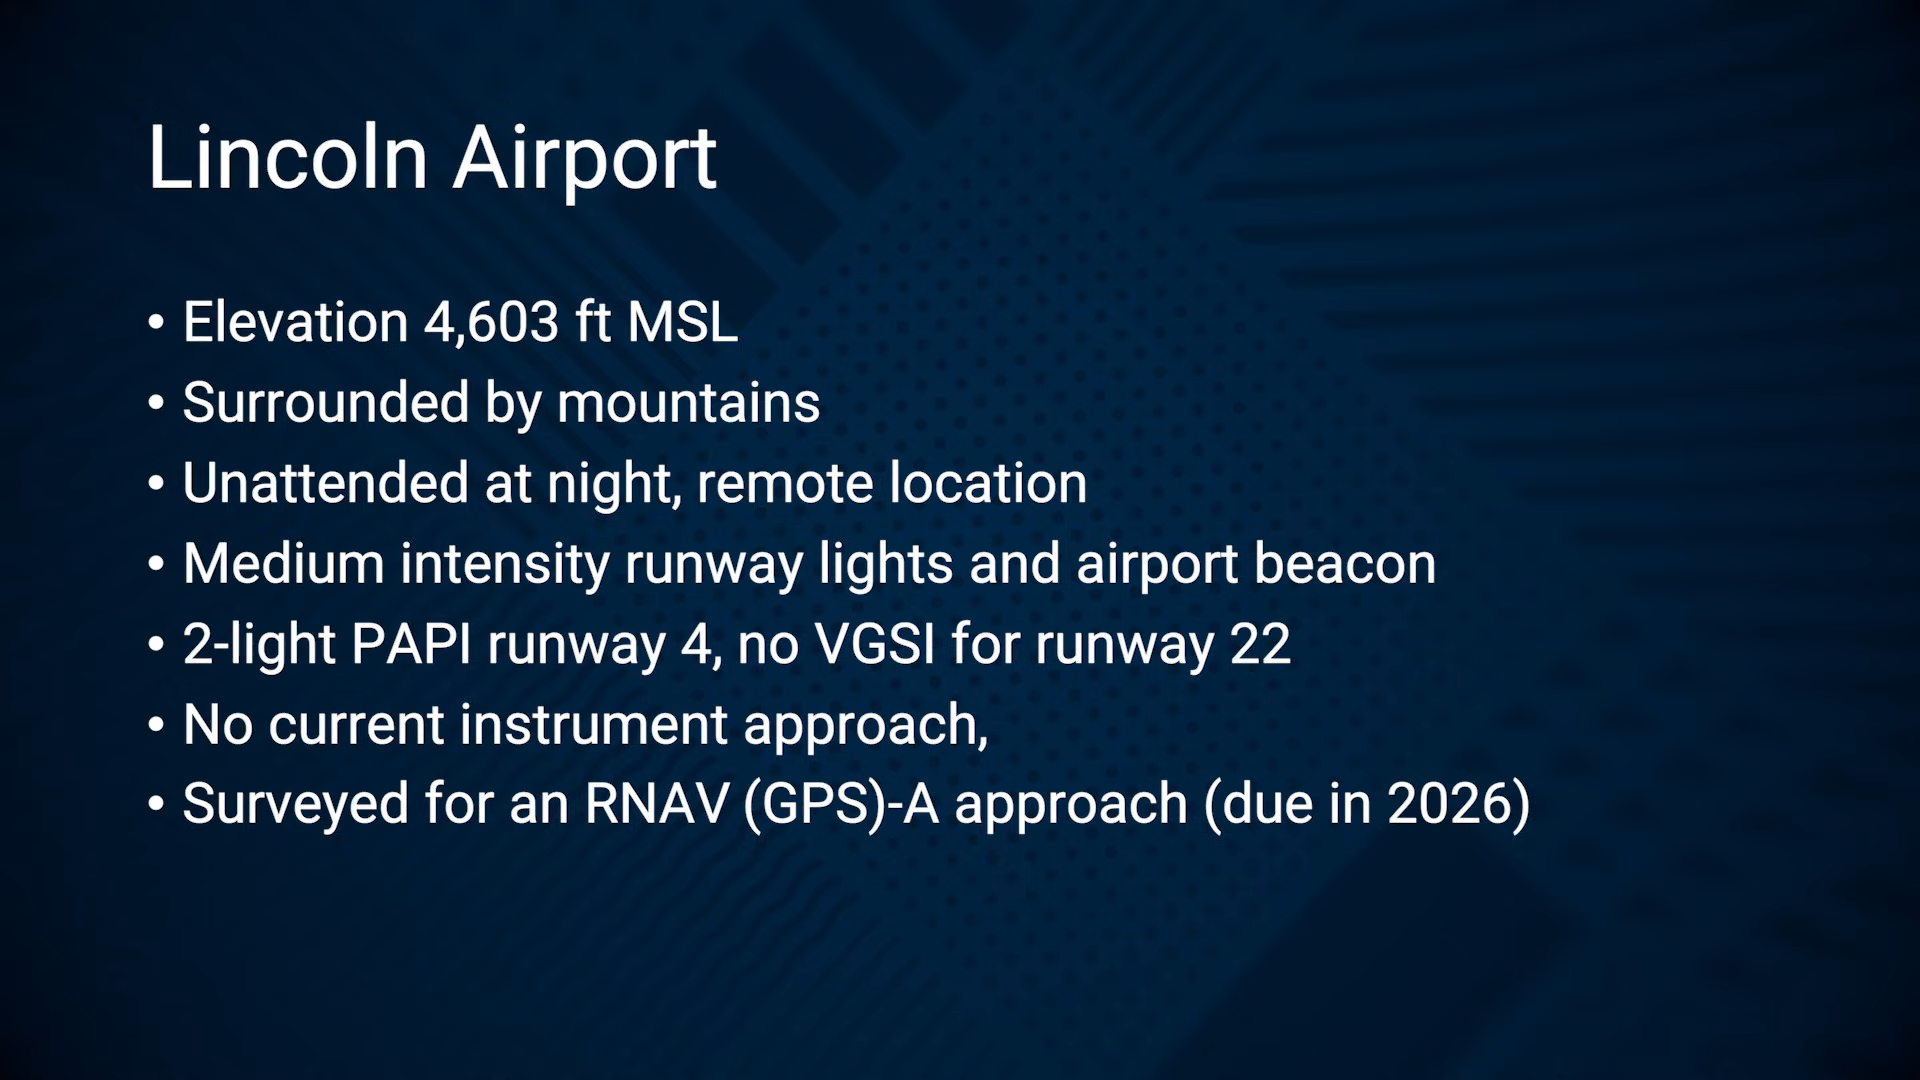 Lincoln Airport
• Elevation 4,603 ft MSL
• Surrounded by mountains
• Unattended at night, remote location
• Medium intensity runway lights and airport beacon
• 2-light PAPI runway 4, no VGSI for runway 22
• No current instrument approach,
• Surveyed for an RNAV (GPS)-A approach (due in 2026)